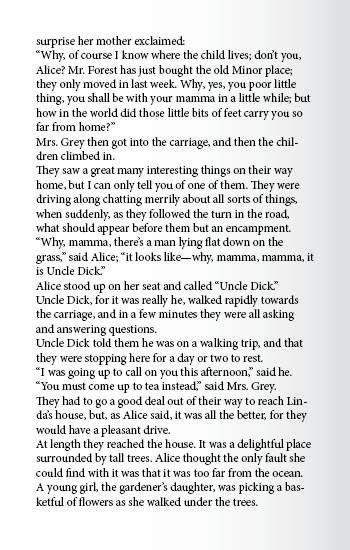 surprise her mother exclaimed:
“Why, of course I know where the child lives; don’t you,
Alice? Mr. Forest has just bought the old Minor place;
they only moved in last week. Why, yes, you poor little
thing, you shall be with your mamma in a little while; but
how in the world did those little bits of feet carry you so
far from home?”
Mrs. Grey then got into the carriage, and then the chil-
dren climbed in.
They saw a great many interesting things on their way
home, but I can only tell you of one of them. They were
driving along chatting merrily about all sorts of things,
when suddenly, as they followed the turn in the road,
what should appear before them but an encampment.
“Why, mamma, there’s a man lying flat down on the
grass,” said Alice; “it looks like—why, mamma, mamma, it
is Uncle Dick.”
Alice stood up on her seat and called “Uncle Dick.”
Uncle Dick, for it was really he, walked rapidly towards
the carriage, and in a few minutes they were all asking
and answering questions.
Uncle Dick told them he was on a walking trip, and that
they were stopping here for a day or two to rest.
“I was going up to call on you this afternoon,” said he.
“You must come up to tea instead,” said Mrs. Grey.
They had to go a good deal out of their way to reach Lin-
da’s house, but, as Alice said, it was all the better, for they
would have a pleasant drive.
At length they reached the house. It was a delightful place
surrounded by tall trees. Alice thought the only fault she
could find with it was that it was too far from the ocean.
A young girl, the gardener’s daughter, was picking a bas-
ketful of flowers as she walked under the trees.